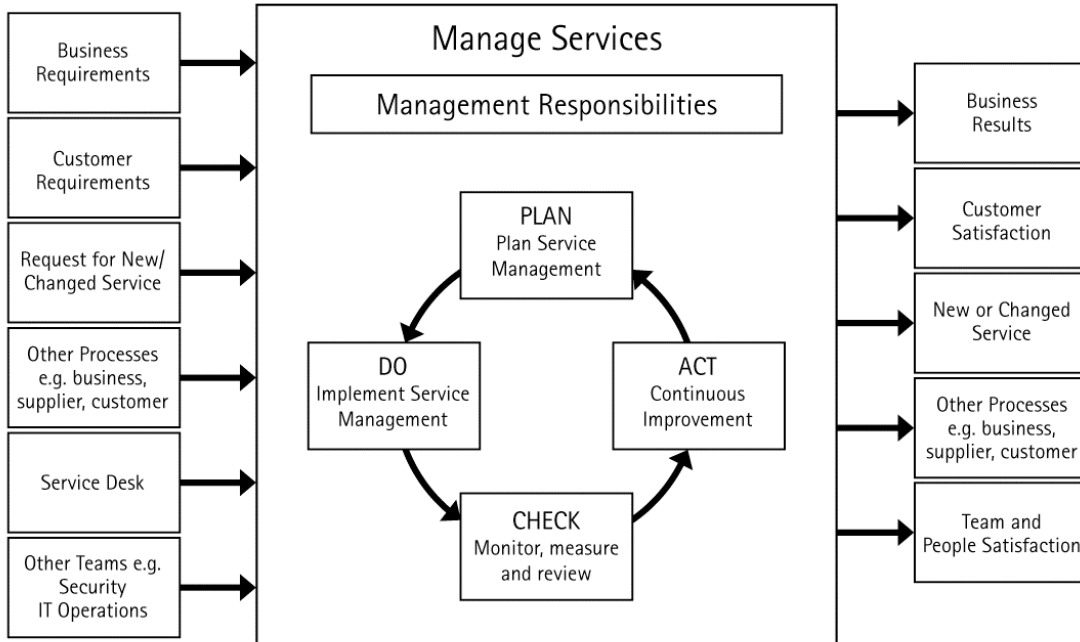 Business
Requirements
Customer
Requirements
Request for New/
Changed Service
Other Processes
e.g. business,
supplier, customer
Service Desk
Other Teams e.g.
Security
IT Operations
Manage Services
Management Responsibilities
PLAN
Plan Service
Management
DO
Implement Service
Management
CHECK
Monitor, measure
and review
ACT
Continuous
Improvement
Business
Results
Customer
Satisfaction
New or Changed
Service
Other Processes
e.g. business,
supplier, customer
Team and
People Satisfaction